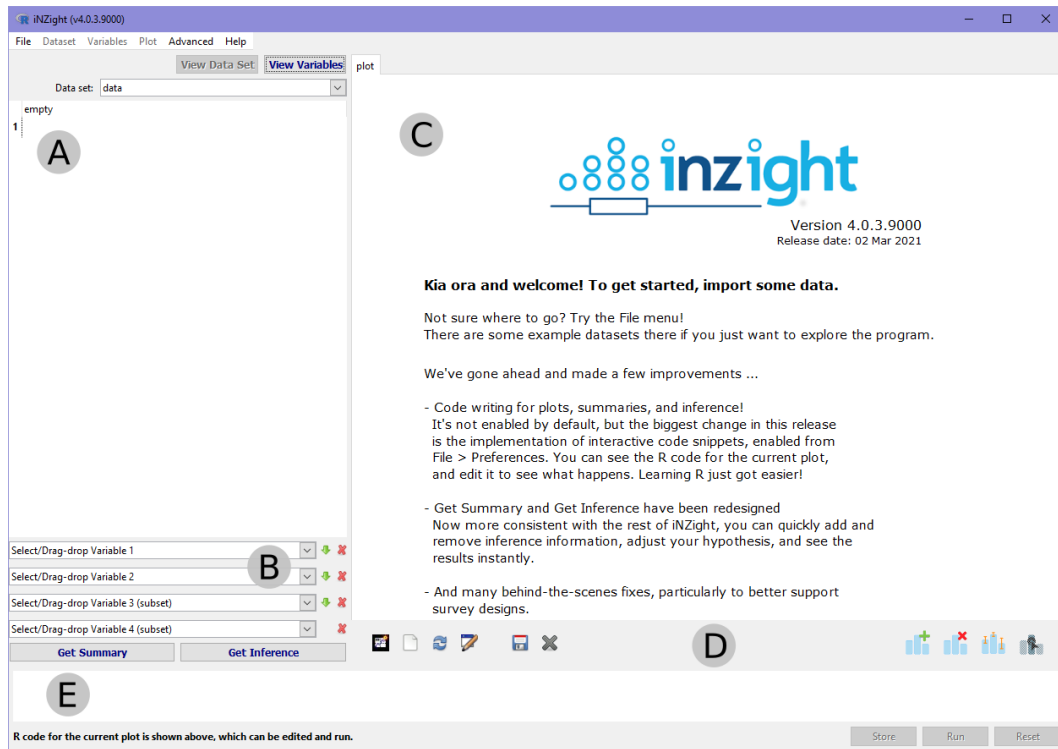 iNZight (v4.0.3.9000)
File Dataset Variables Plot Advanced Help
View Data Set View Variables plot
Data set: data
empty
1
A
C
inzight
Version 4.0.3.9000
Release date: 02 Mar 2021
Kia ora and welcome! To get started, import some data.
Not sure where to go? Try the File menu!
There are some example datasets there if you just want to explore the program.
We've gone ahead and made a few improvements ...
- Code writing for plots, summaries, and inference!
It's not enabled by default, but the biggest change in this release
is the implementation of interactive code snippets, enabled from
File > Preferences. You can see the R code for the current plot,
and edit it to see what happens. Learning R just got easier!
- Get Summary and Get Inference have been redesigned
Now more consistent with the rest of iNZight, you can quickly add and
remove inference information, adjust your hypothesis, and see the
results instantly.
- And many behind-the-scenes fixes, particularly to better support
survey designs.
Select/Drag-drop Variable 1
B
Select/Drag-drop Variable 2
Select/Drag-drop Variable 3 (subset)
Select/Drag-drop Variable 4 (subset)
Get Summary Get Inference
D
E
R code for the current plot is shown above, which can be edited and run.
Store Run Reset